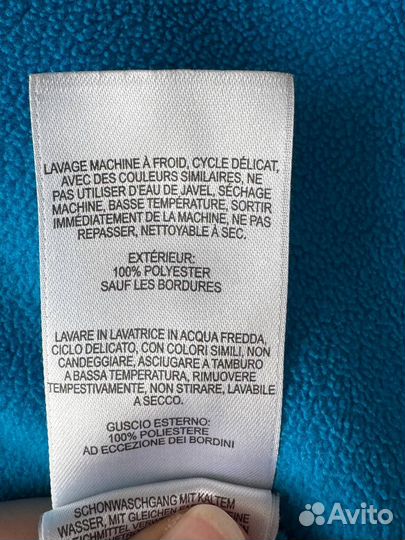 LAVAGE MACHINE À FROID, CYCLE DÉLICAT,
AVEC DES COULEURS SIMILAIRES, NE
PAS UTILISER D'EAU DE JAVEL, SÉCHAGE
MACHINE, BASSE TEMPÉRATURE, SORTIR
IMMÉDIATEMENT DE LA MACHINE, NE PAS
REPASSER, NETTOYAGE À SEC.
EXTÉRIEUR:
100% POLYESTER
SAUF LES BORDURES
LAVARE IN LAVATRICE IN ACQUA FREDDA,
CICLO DELICATO, CON COLORI SIMILI, NON
CANDEGGIARE, ASCIUGARE A TAMBURO
A BASSA TEMPERATURA, RIMUOVERE
TEMPESTIVAMENTE, NON STIRARE, LAVABILE
A SECCO.
GUSCIO ESTERNO:
100% POLIESTERE
AD ECCEZIONE DEI BORDINI
SCHONWASCHGANG MIT KALTEM
WASSER, MIT GLEICHEN
Avito